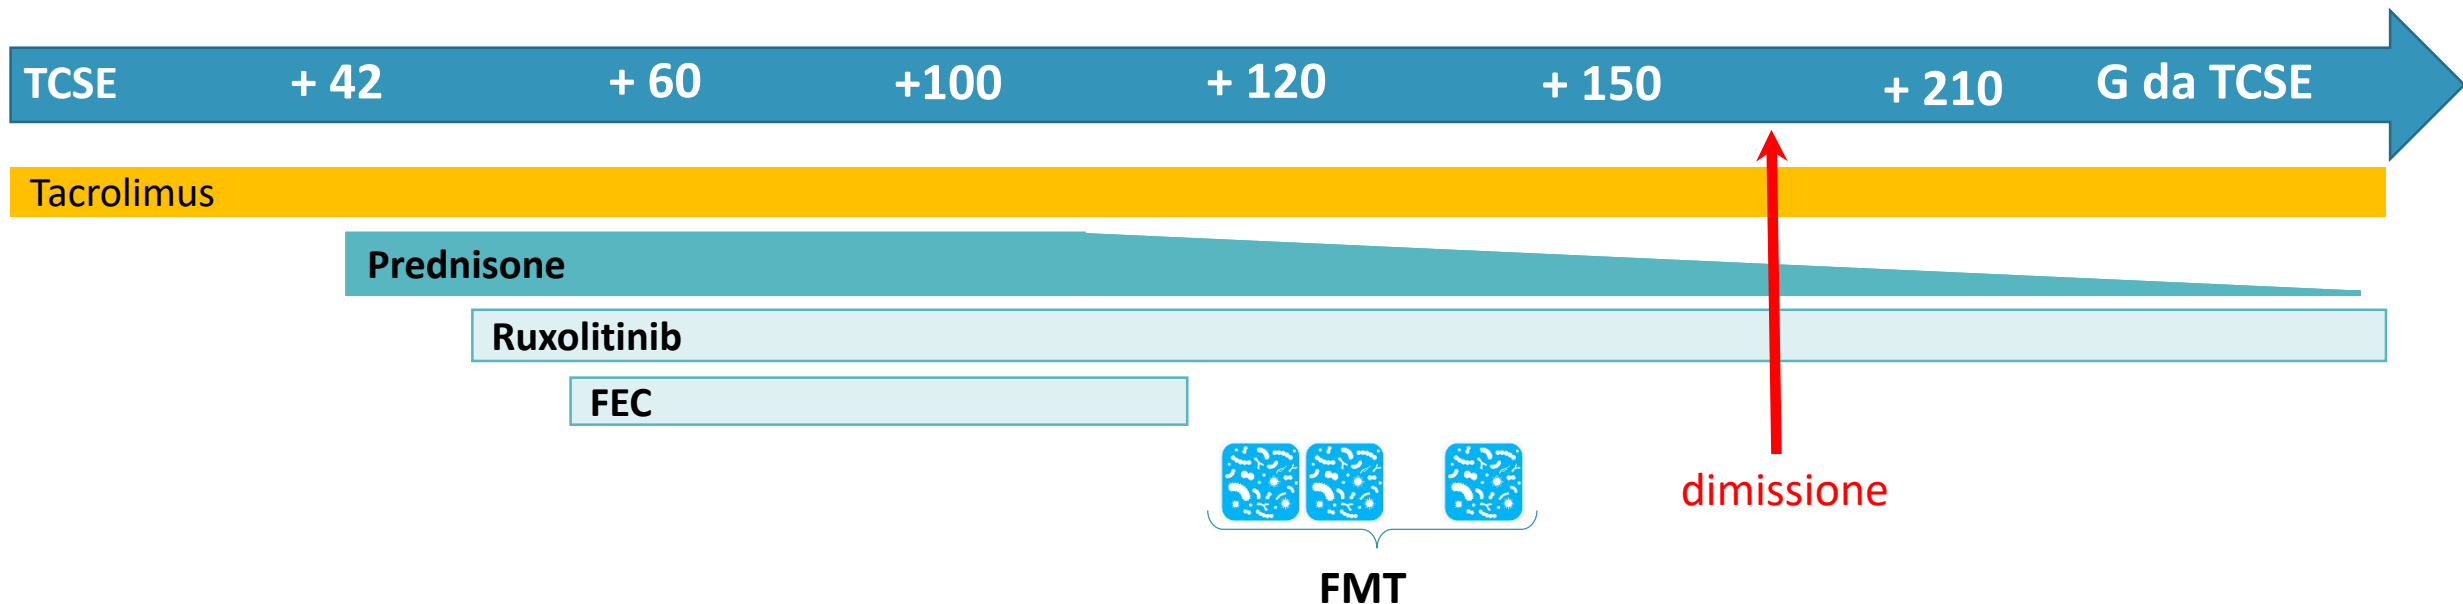 TCSE + 42 + 60 +100 + 120 + 150 + 210 G da TCSE
Tacrolimus
Prednisone
Ruxolitinib
FEC
dimissione
FMT